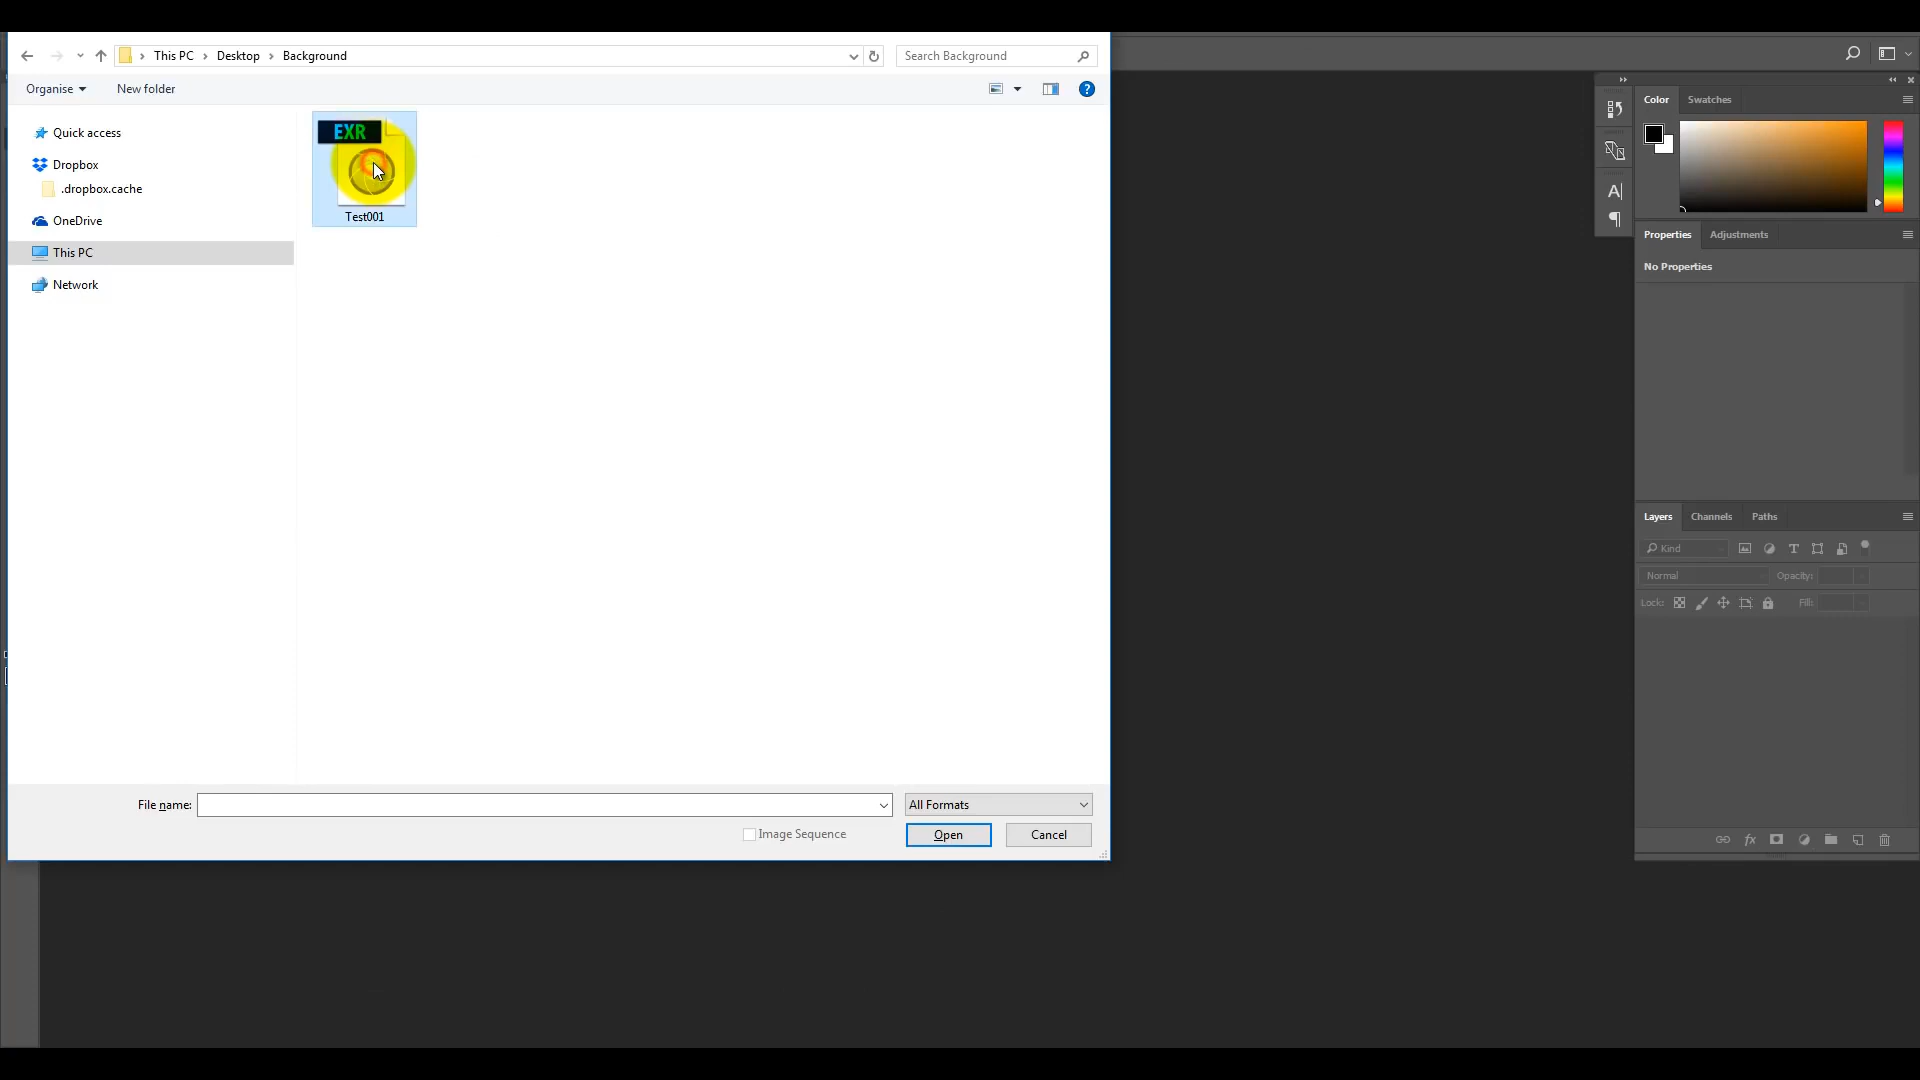 This PC
Desktop
Background
Search Background
Organise
New folder
Quick access
Dropbox
.dropbox.cache
OneDrive
This PC
Network
EXR
Test001
File name:
All Formats
Image Sequence
Open
Cancel
Color
Swatches
Properties
Adjustments
No Properties
Layers
Channels
Paths
Kind
Normal
Opacity:
Lock:
Fill: